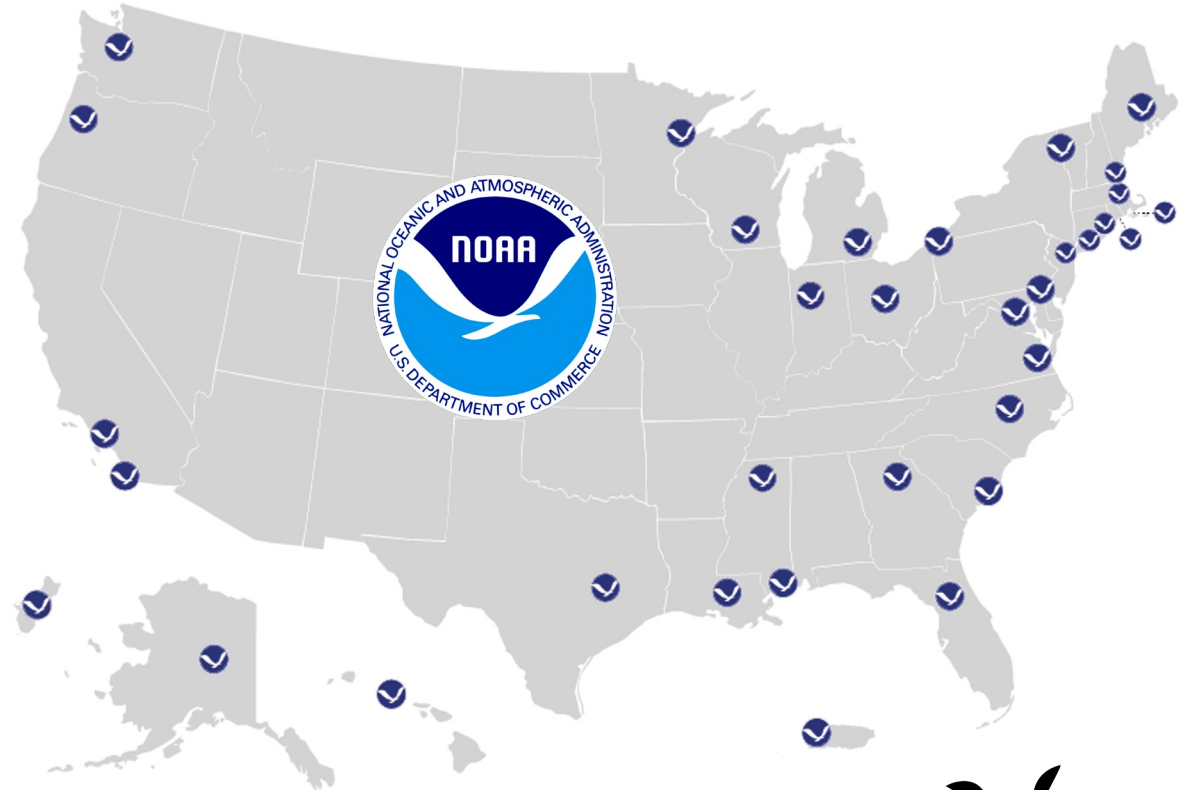 NATIONAL OCEANIC AND ATMOSPHERIC ADMINISTRATION
NOAA
U.S. DEPARTMENT OF COMMERCE